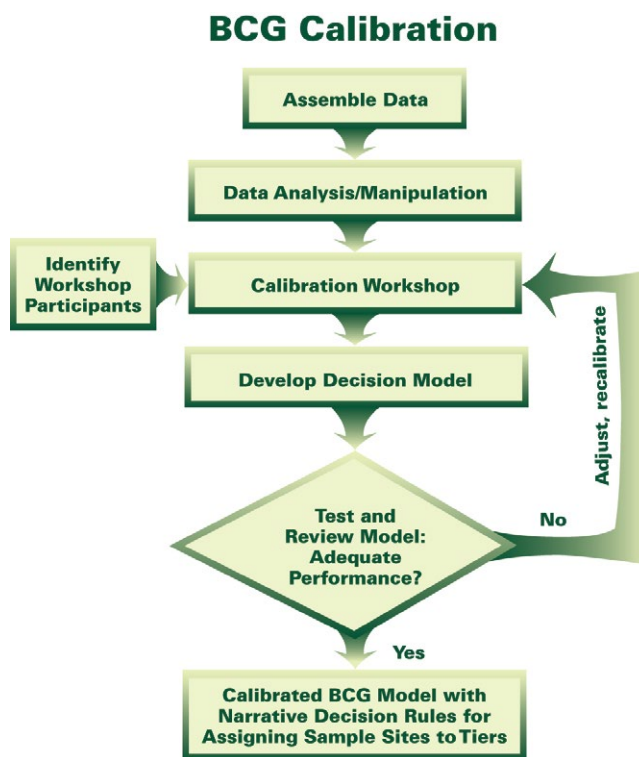 BCG Calibration
Assemble Data
Data Analysis/Manipulation
Identify
Workshop
Participants
Calibration Workshop
Develop Decision Model
Adjust, recalibrate
Test and
Review Model:
Adequate
Performance?
No
Yes
Calibrated BCG Model with
Narrative Decision Rules for
Assigning Sample Sites to Tiers